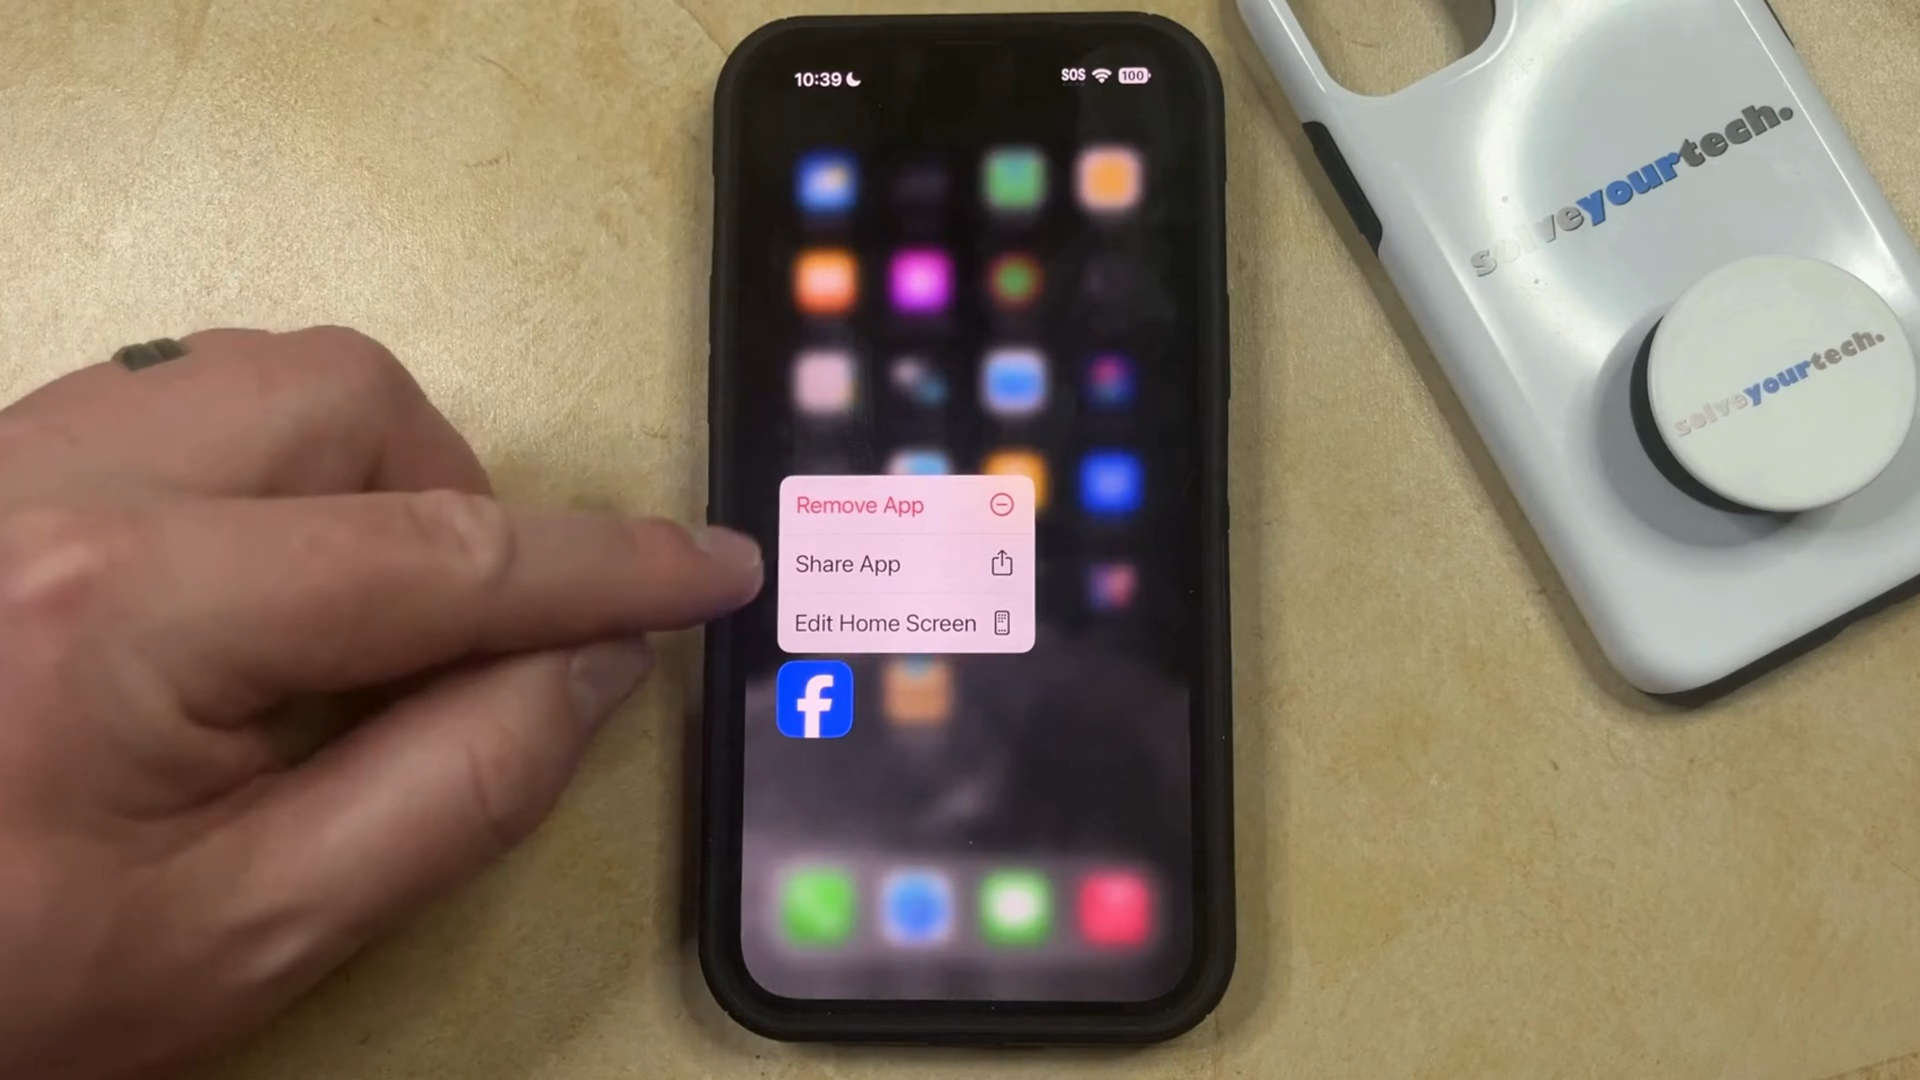 10:39
SOS
100
solveyourtech.
solveyourtech.
Remove App
Share App
Edit Home Screen
f